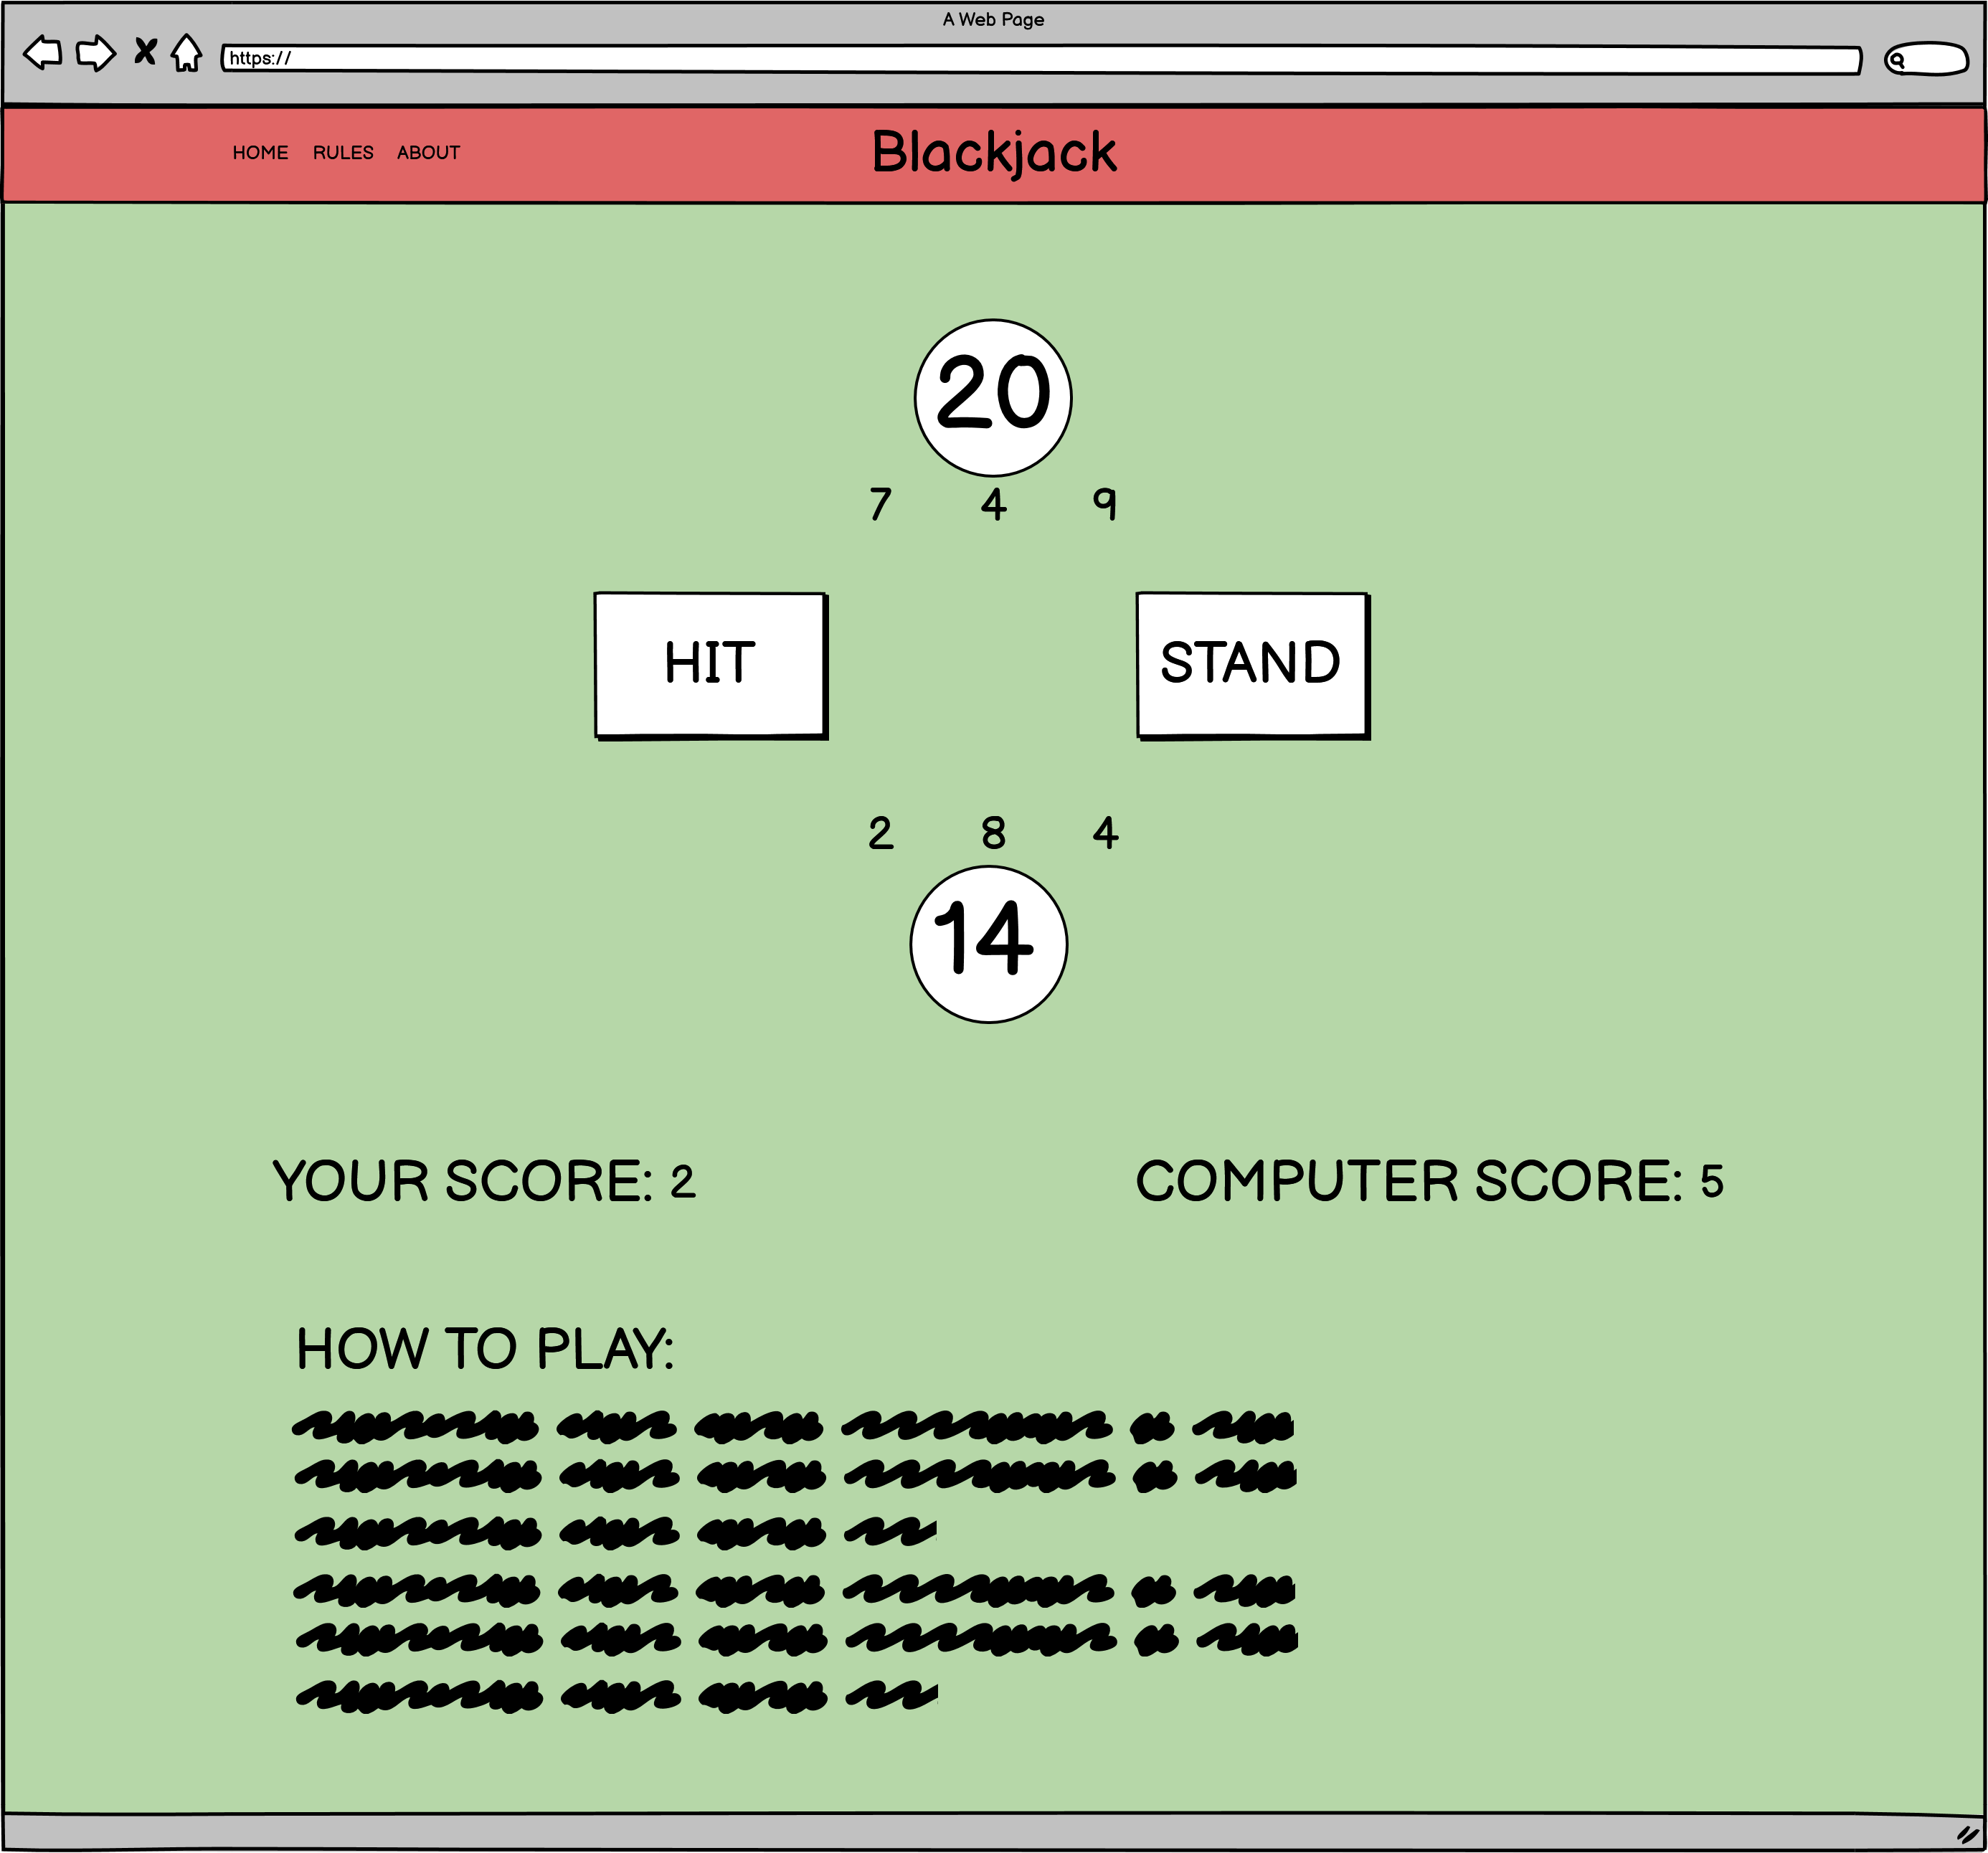 A Web Page
https://
HOME RULES ABOUT
Blackjack
20
7 4 9
HIT STAND
2 8 4
14
YOUR SCORE: 2 COMPUTER SCORE: 5
HOW TO PLAY: